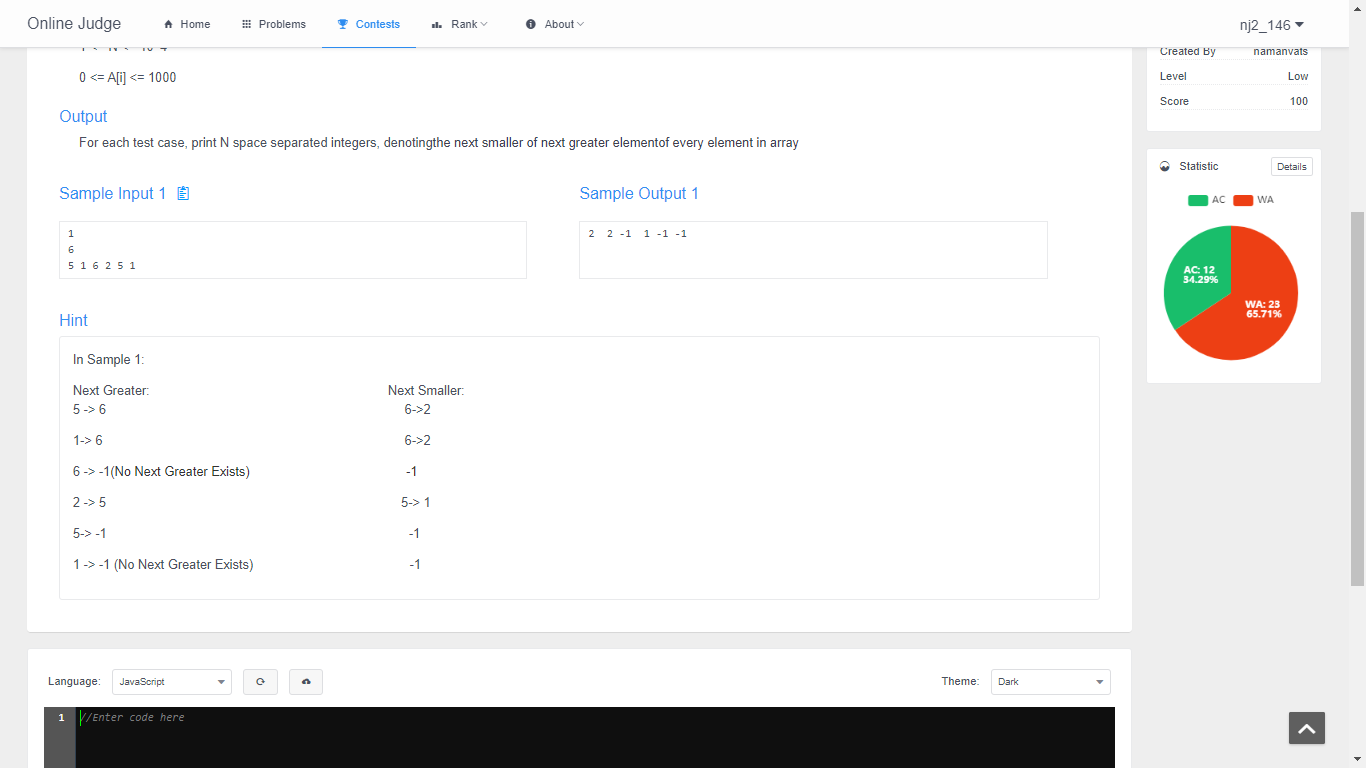 Online Judge
Home
Problems
Contests
Rank
About
nj2_146
0 <= A[i] <= 1000
Output
For each test case, print N space separated integers, denotingthe next smaller of next greater elementof every element in array
Sample Input 1
Sample Output 1
1
6
5 1 6 2 5 1
2  2 -1  1 -1 -1
Hint
In Sample 1:
Next Greater: Next Smaller:
5 -> 6 6->2
1-> 6 6->2
6 -> -1(No Next Greater Exists) -1
2 -> 5 5-> 1
5-> -1 -1
1 -> -1 (No Next Greater Exists) -1
Created By namanvats
Level Low
Score 100
Statistic Details
AC WA
AC: 12
34.29%
WA: 23
65.71%
Language: JavaScript
Theme: Dark
1 //Enter code here